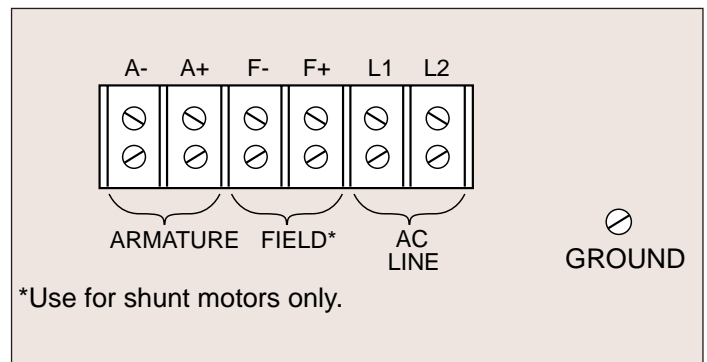 A- A+ F- F+ L1 L2
ARMATURE FIELD* AC
LINE
GROUND
*Use for shunt motors only.